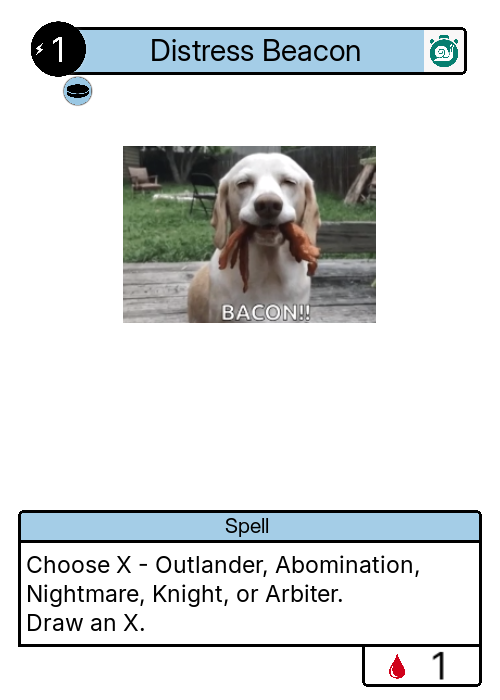 1
Distress Beacon
BACON!!
Spell
Choose X - Outlander, Abomination,
Nightmare, Knight, or Arbiter.
Draw an X.
1